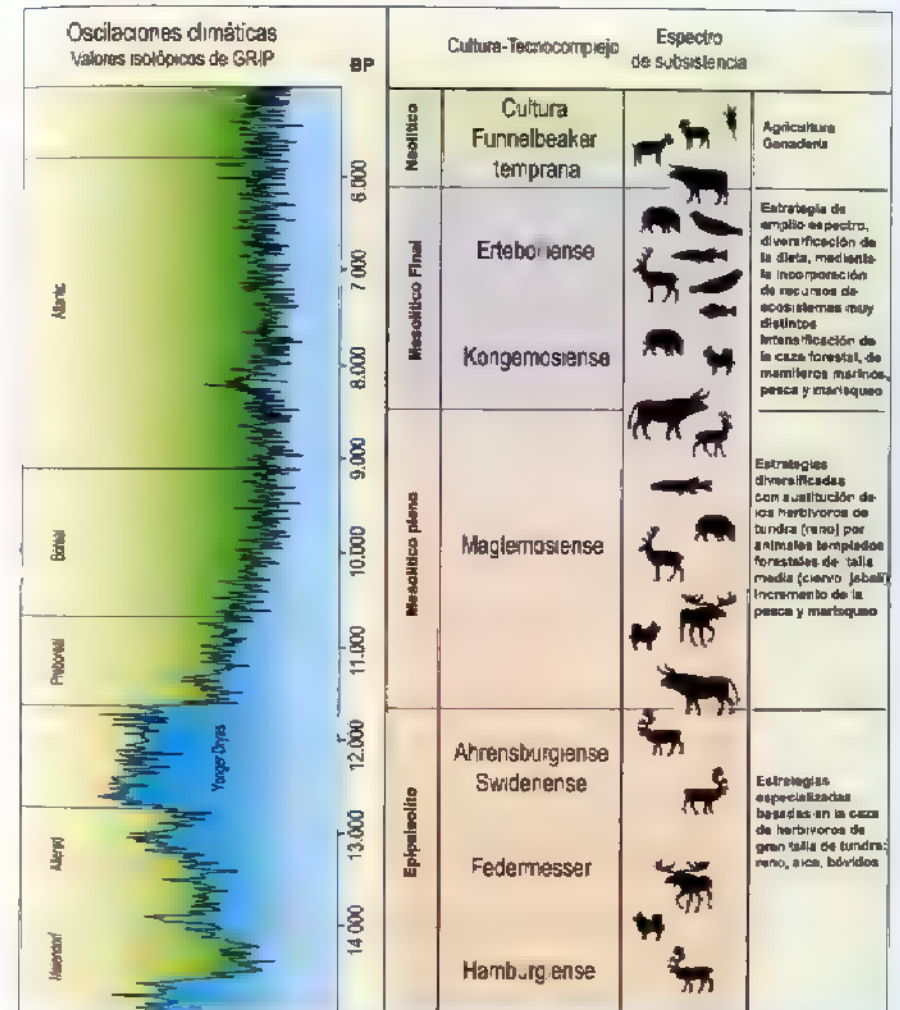 Oscilaciones climáticas
Valores isotópicos de GRIP
BP
Cultura-Tecnocomplejo
Espectro
de subsistencia
Atlantic
Boreal
Preboreal
Yonger Dryas
Allerød
6.000
7 000
8.000
9.000
10.000
11.000
12.000
13.000
14 000
Neolítico
Cultura
Funnelbeaker
temprana
Agricultura
Ganadería
Mesolítico Final
Ertebolliense
Kongemosiense
Estrategia de
amplio espectro,
diversificación de
la dieta, mediante
la incorporación
de recursos de
ecosistemas muy
distintos
Intensificación de
la caza forestal, de
mamíferos marinos,
pesca y marisqueo
Mesolítico pleno
Maglemosiense
Estrategias
diversificadas
con sustitución de
los herbívoros de
tundra (reno) por
animales templados
forestales de talla
media (ciervo jabalí)
Incremento de la
pesca y marisqueo
Epipaleolito
Ahrensburgiense
Swidenense
Federmesser
Hamburgiense
Estrategias
especializadas
basadas en la caza
de herbívoros de
gran talla de tundra:
reno, alce, bóvidos